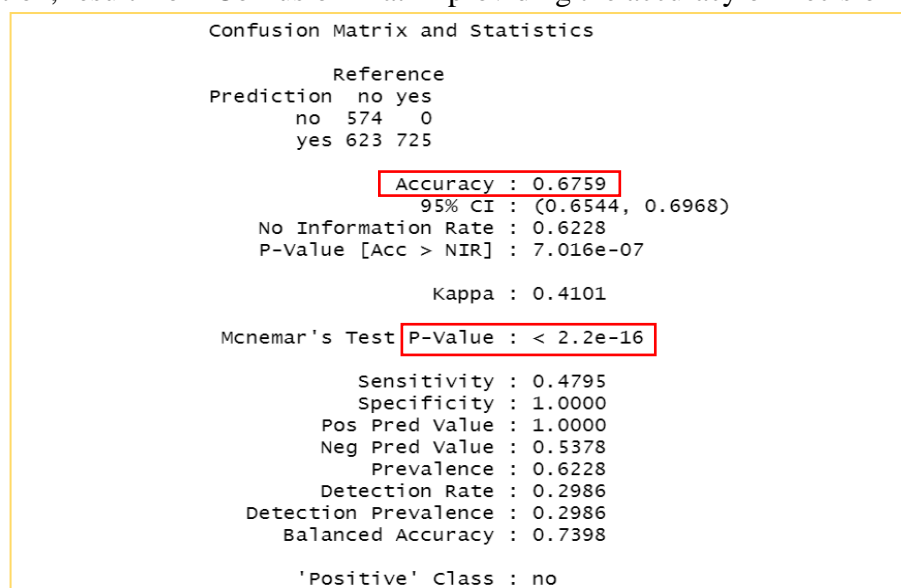 Confusion Matrix and Statistics
Reference
Prediction no yes
no 574 0
yes 623 725
Accuracy : 0.6759
95% CI : (0.6544, 0.6968)
No Information Rate : 0.6228
P-Value [Acc > NIR] : 7.016e-07
Kappa : 0.4101
Mcnemar's Test P-Value : < 2.2e-16
Sensitivity : 0.4795
Specificity : 1.0000
Pos Pred Value : 1.0000
Neg Pred Value : 0.5378
Prevalence : 0.6228
Detection Rate : 0.2986
Detection Prevalence : 0.2986
Balanced Accuracy : 0.7398
'Positive' Class : no